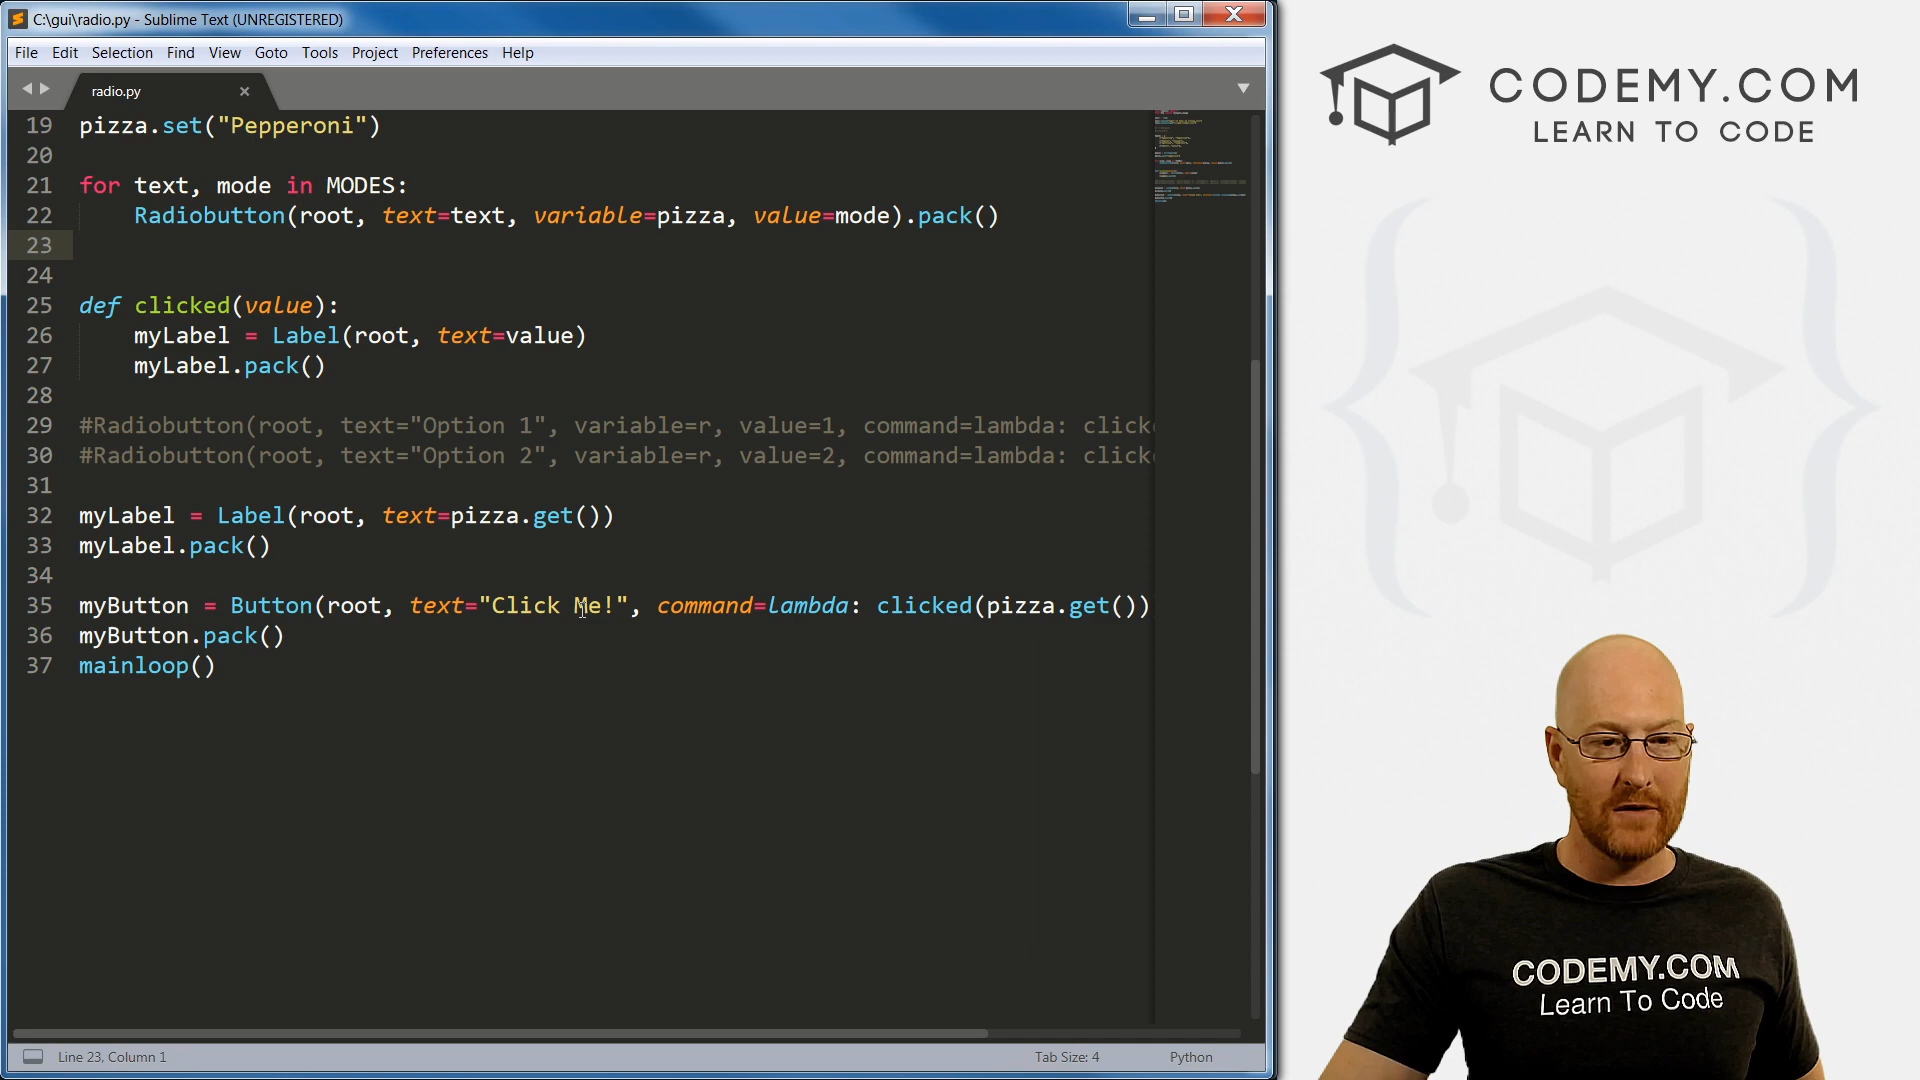 C:\gui\radio.py - Sublime Text (UNREGISTERED)
File Edit Selection Find View Goto Tools Project Preferences Help
radio.py
19 pizza.set("Pepperoni")
20
21 for text, mode in MODES:
22 Radiobutton(root, text=text, variable=pizza, value=mode).pack()
23
24
25 def clicked(value):
26 myLabel = Label(root, text=value)
27 myLabel.pack()
28
29 #Radiobutton(root, text="Option 1", variable=r, value=1, command=lambda: click
30 #Radiobutton(root, text="Option 2", variable=r, value=2, command=lambda: click
31
32 myLabel = Label(root, text=pizza.get())
33 myLabel.pack()
34
35 myButton = Button(root, text="Click Me!", command=lambda: clicked(pizza.get())
36 myButton.pack()
37 mainloop()
Line 23, Column 1
Tab Size: 4
Python
CODEMY.COM
LEARN TO CODE
CODEMY.COM
Learn To Code